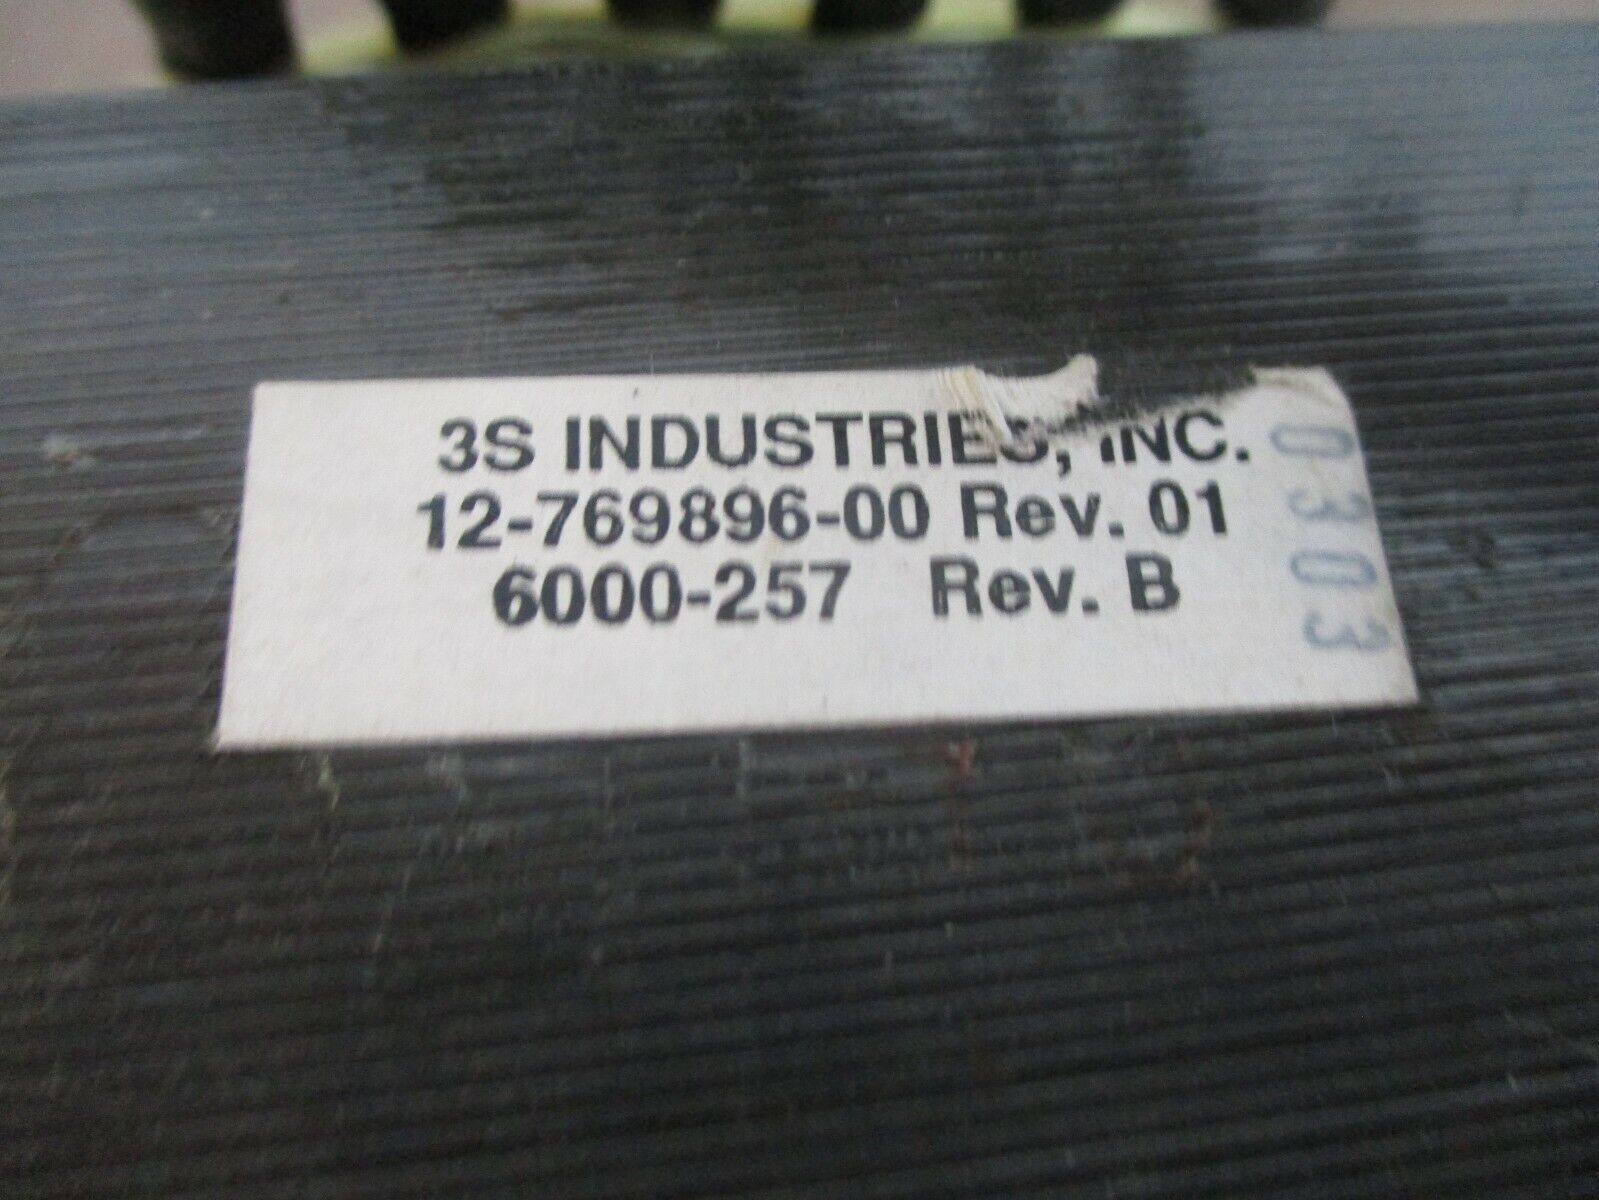 3S INDUSTRIES, INC.
12-769896-00 Rev. 01
6000-257 Rev. B
0303